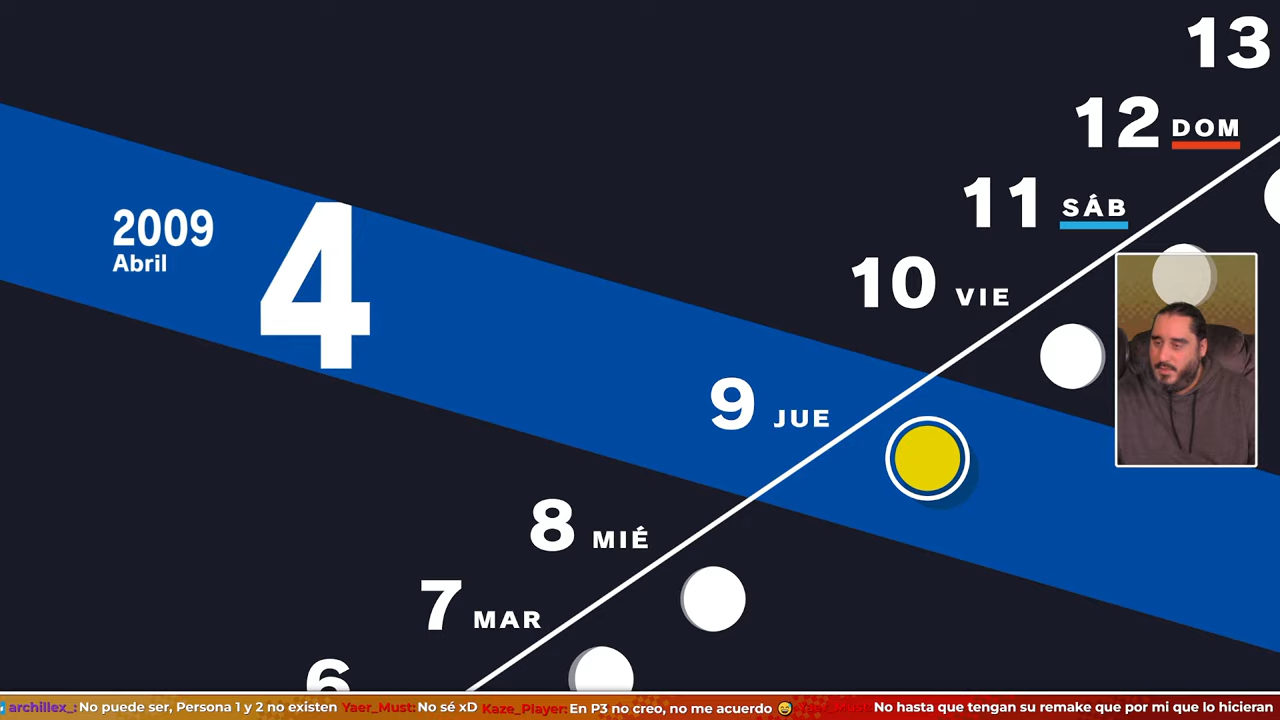 13
12 DOM
11 SÁB
10 VIE
2009
Abril
4
9 JUE
8 MIÉ
7 MAR
6
archillex_: No puede ser, Persona 1 y 2 no existen Yaer_Must: No sé xD Kaze_Player: En P3 no creo, no me acuerdo 😅 Yaer_Must: No hasta que tengan su remake que por mi que lo hicieran